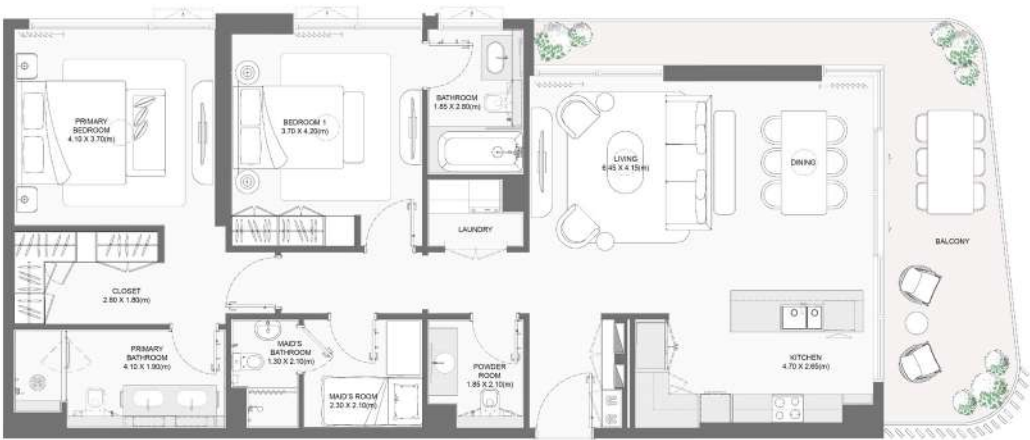 PRIMARY
BEDROOM
4.10 X 3.70(m)
BEDROOM 1
3.70 X 4.20(m)
BATHROOM
1.85 X 2.80(m)
LIVING
6.45 X 4.15(m)
DINING
LAUNDRY
BALCONY
CLOSET
2.80 X 1.80(m)
PRIMARY
BATHROOM
4.10 X 1.90(m)
MAID'S
BATHROOM
1.30 X 2.10(m)
MAID'S ROOM
2.30 X 2.10(m)
POWDER
ROOM
1.85 X 2.10(m)
KITCHEN
4.70 X 2.65(m)